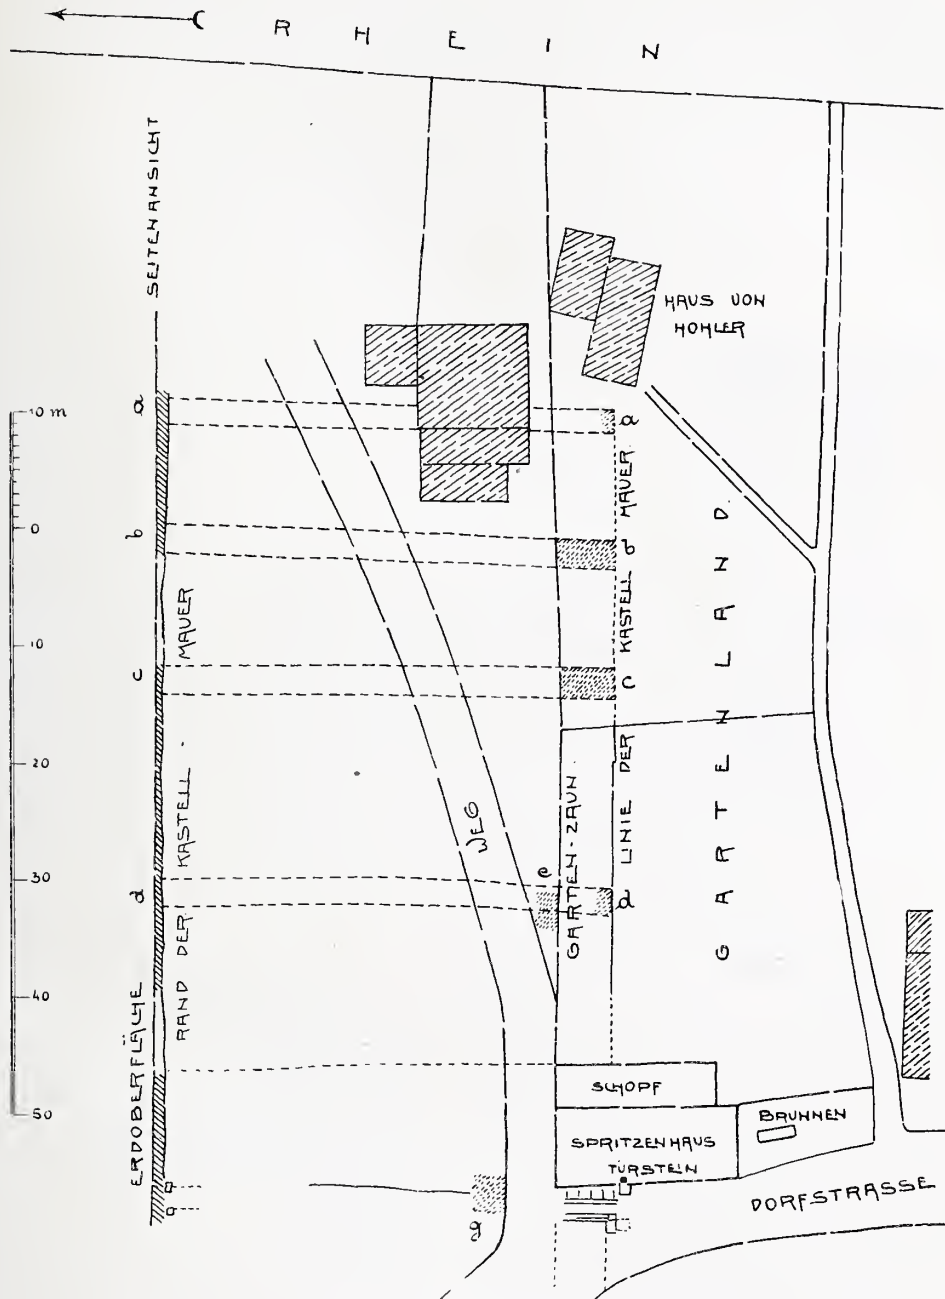 RHEIN
SEITENANSICHT
HAUS VON
HOHLER
a
a
10 m
b
b
0
MAUER
10
c
c
20
30
40
50
d
d
e
g
ERDOBERFLÄCHE
RAND DER KASTELL-MAUER
LINIE DER KASTELL MAUER
GARTENLAND.
GARTEN-ZAUN
WEG
SCHOPF
SPRITZENHAUS
TÜRSTEIN
BRUNNEN
DORFSTRASSE